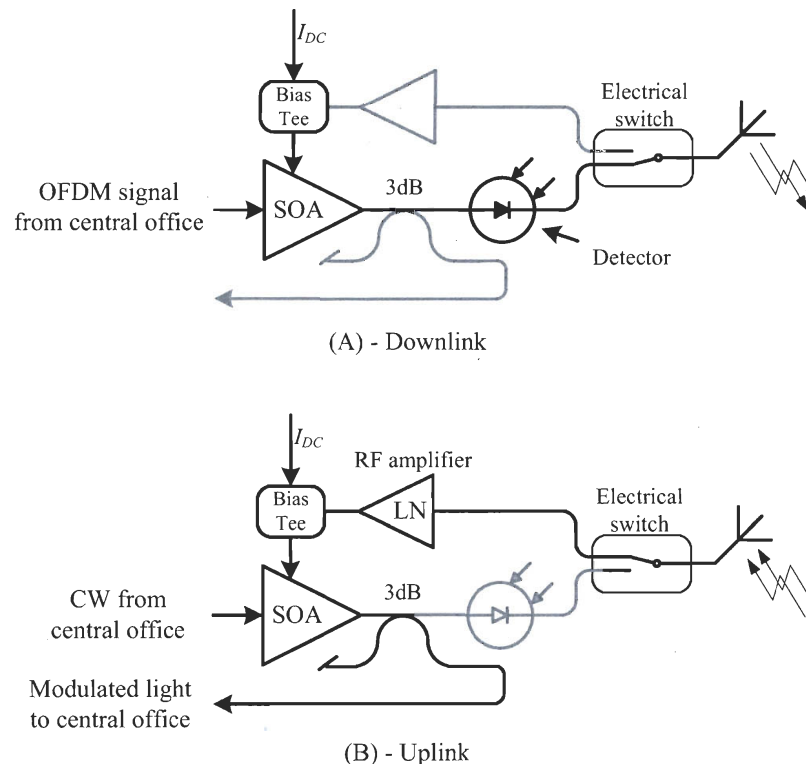 I_DC
Bias
Tee
Electrical
switch
OFDM signal
from central office
SOA
3dB
Detector
(A) - Downlink
I_DC
RF amplifier
Bias
Tee
LN
Electrical
switch
CW from
central office
SOA
3dB
Modulated light
to central office
(B) - Uplink